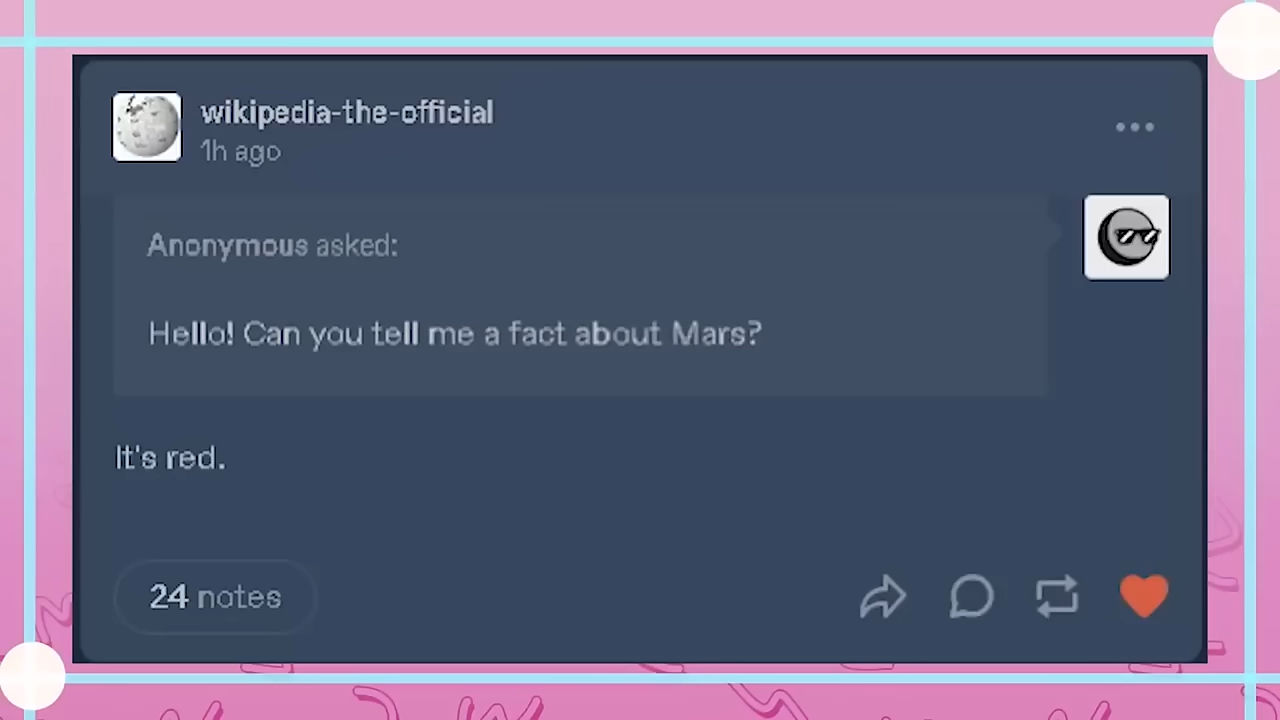 wikipedia-the-official
1h ago
Anonymous asked:
Hello! Can you tell me a fact about Mars?
It's red.
24 notes